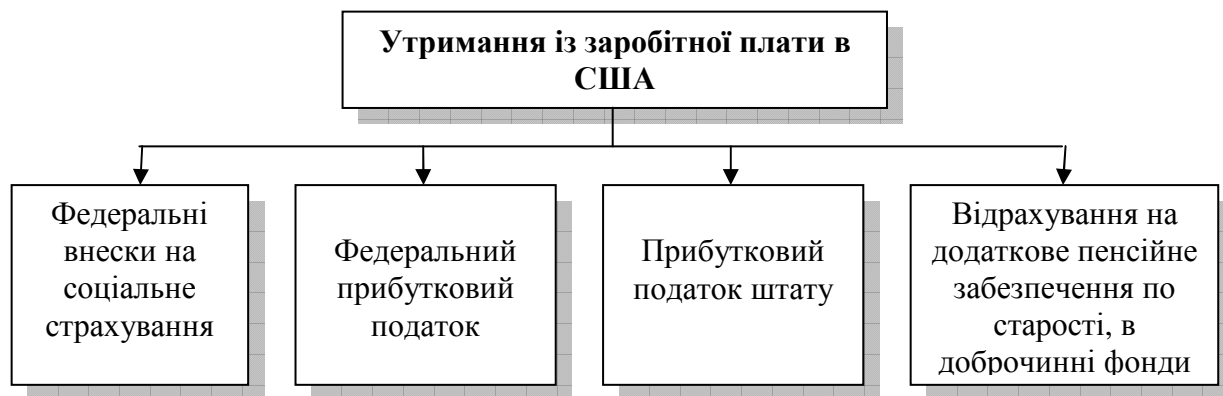 Утримання із заробітної плати в
США
Федеральні
внески на
соціальне
страхування
Федеральний
прибутковий
податок
Прибутковий
податок штату
Відрахування на
додаткове пенсійне
забезпечення по
старості, в
доброчинні фонди